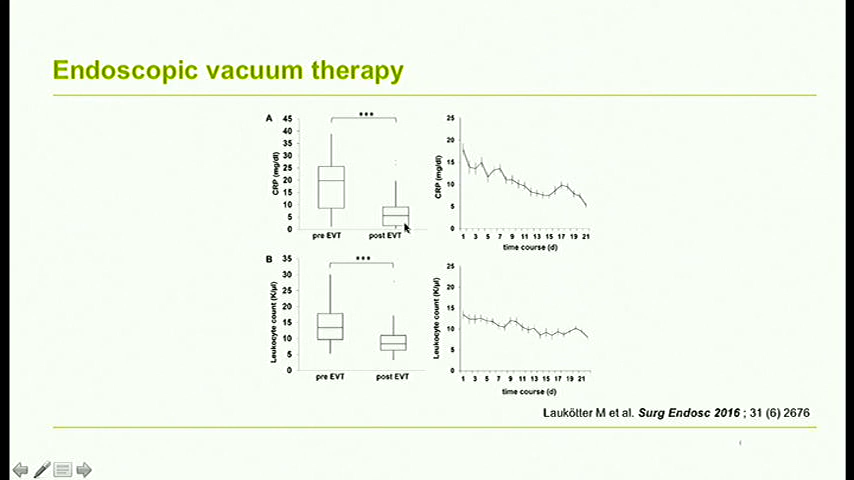 Endoscopic vacuum therapy
A
***
45
40
35
30
25
20
15
10
5
0
CRP (mg/dl)
pre EVT post EVT
25
20
15
10
5
0
CRP (mg/dl)
1 3 5 7 9 11 13 15 17 19 21
time course (d)
B
***
35
30
25
20
15
10
5
0
Leukocyte count (K/µl)
pre EVT post EVT
25
20
15
10
5
0
Leukocyte count (K/µl)
1 3 5 7 9 11 13 15 17 19 21
time course (d)
Laukötter M et al. Surg Endosc 2016 ; 31 (6) 2676